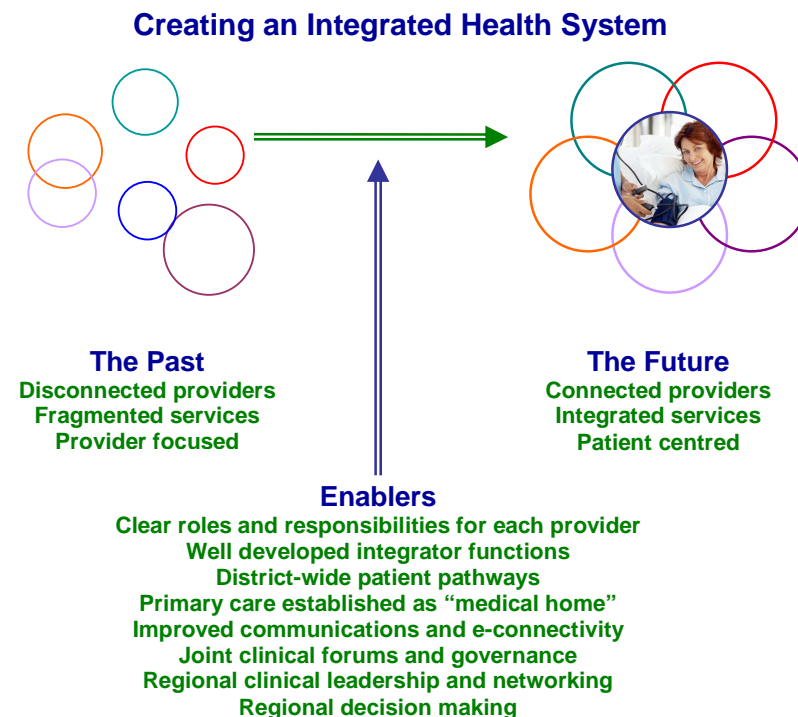 Creating an Integrated Health System
The Past
Disconnected providers
Fragmented services
Provider focused
The Future
Connected providers
Integrated services
Patient centred
Enablers
Clear roles and responsibilities for each provider
Well developed integrator functions
District-wide patient pathways
Primary care established as “medical home”
Improved communications and e-connectivity
Joint clinical forums and governance
Regional clinical leadership and networking
Regional decision making